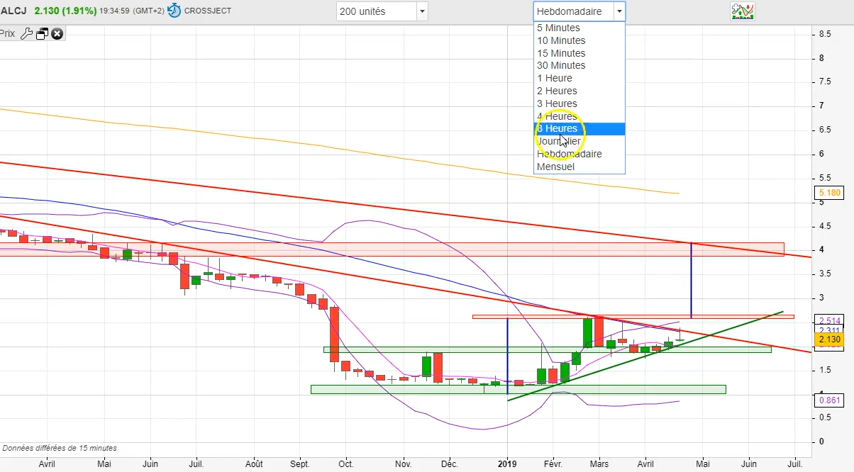 ALCJ 2.130 (1.91%) 19:34:59 (GMT+2) CROSSJECT
200 unités
Hebdomadaire
Prix
5 Minutes
10 Minutes
15 Minutes
30 Minutes
1 Heure
2 Heures
3 Heures
4 Heures
8 Heures
Journalier
Hebdomadaire
Mensuel
8.5
8
7.5
7
6.5
6
5.5
5.180
5
4.5
4
3.5
3
2.514
2.311
2.130
1.5
1
0.861
0.5
0
Données différées de 15 minutes
Avril
Mai
Juin
Juil.
Août
Sept.
Oct.
Nov.
Déc.
2019
Févr.
Mars
Avril
Mai
Juin
Juil.